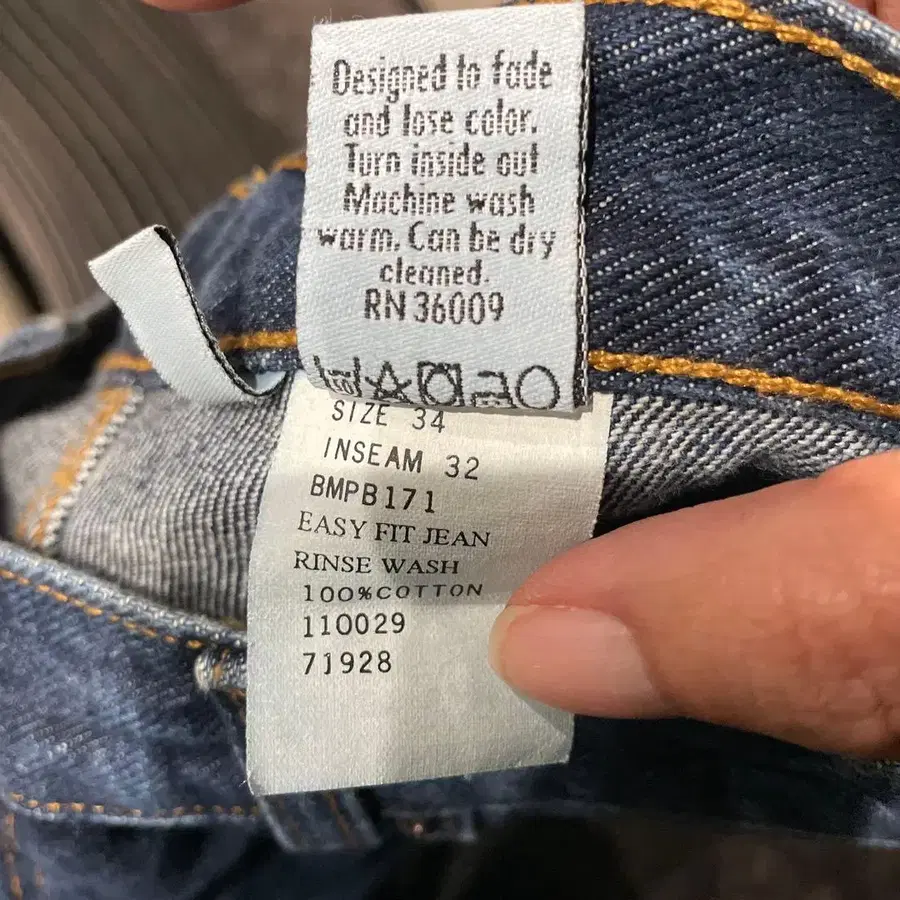 Designed to fade
and lose color.
Turn inside out
Machine wash
warm. Can be dry
cleaned.
RN 36009
SIZE 34
INSEAM 32
BMPB171
EASY FIT JEAN
RINSE WASH
100%COTTON
110029
71928